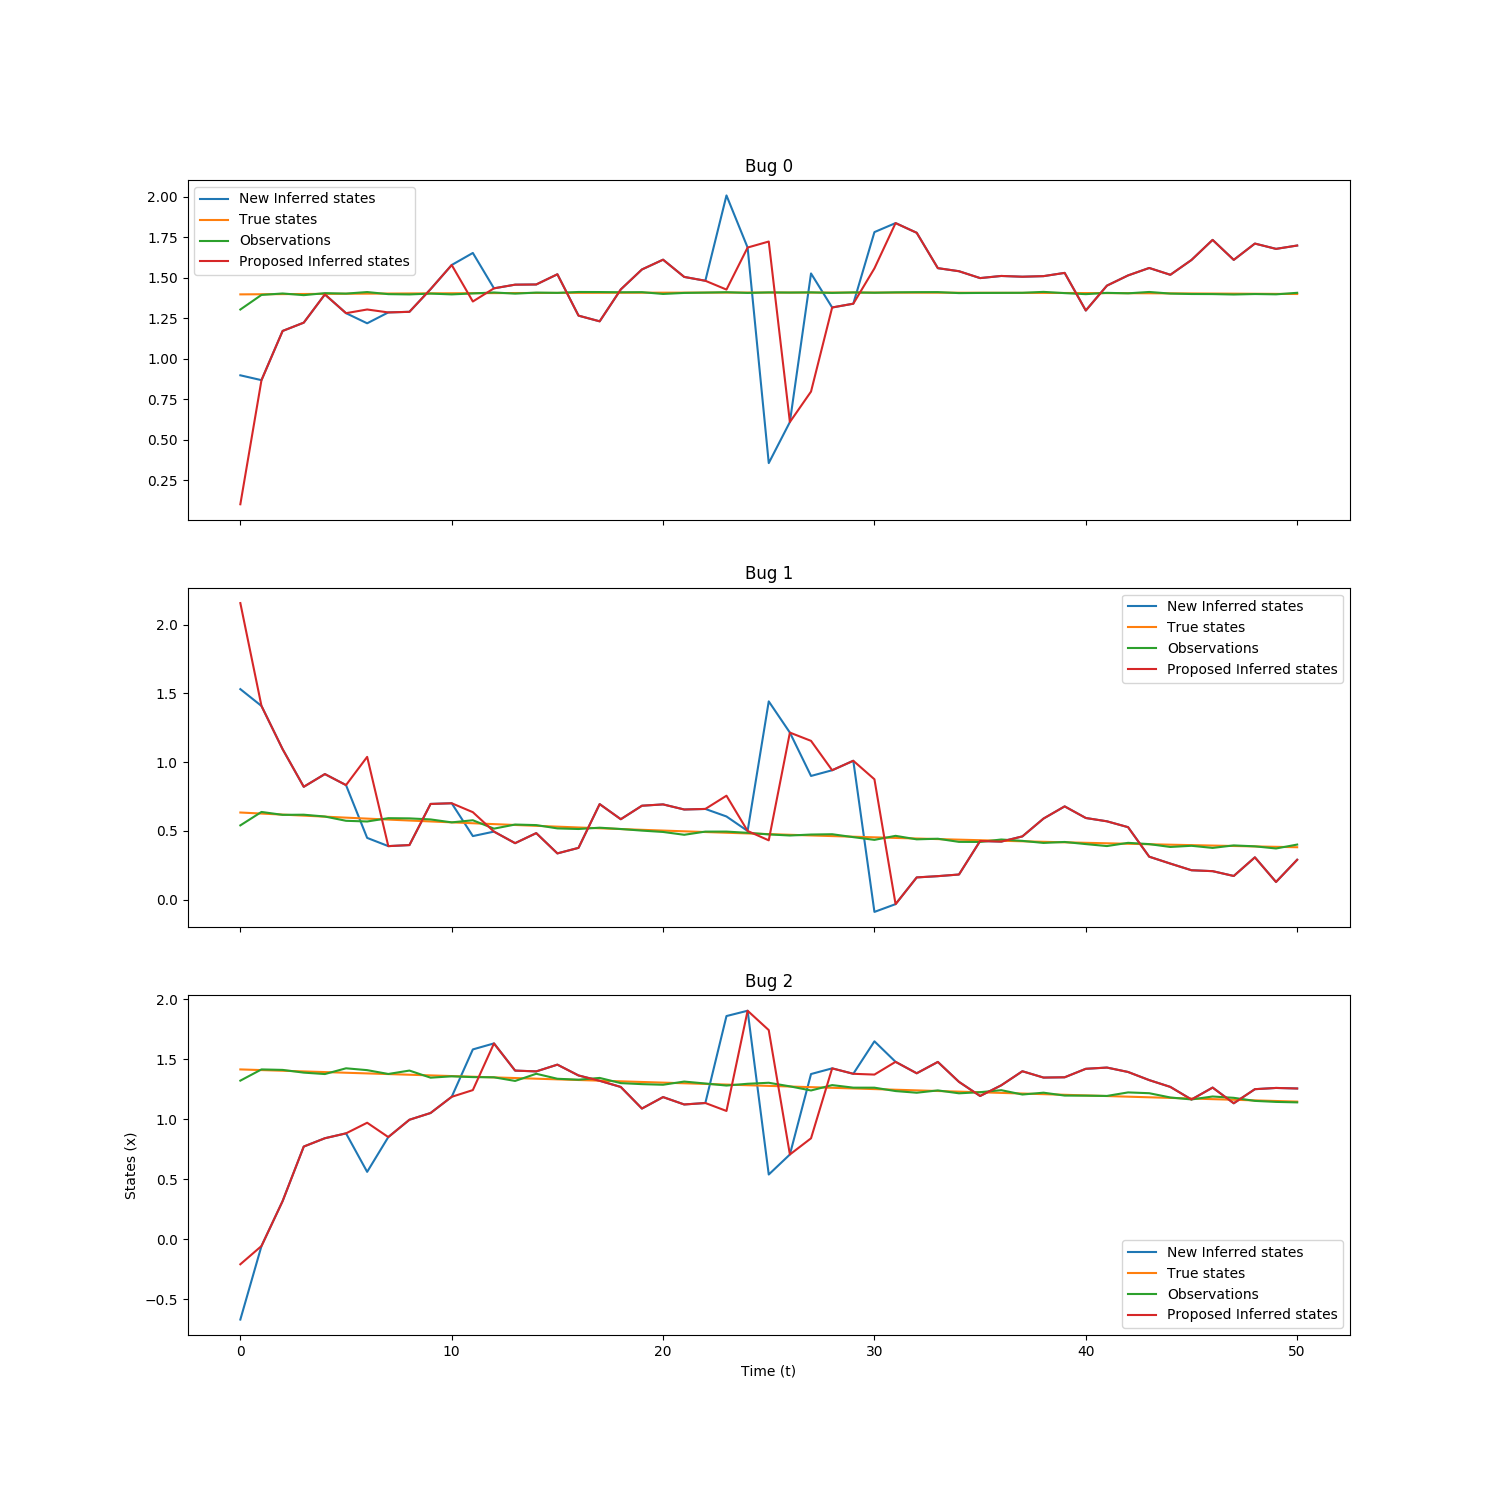 Bug 0
New Inferred states
True states
Observations
Proposed Inferred states
2.00
1.75
1.50
1.25
1.00
0.75
0.50
0.25
Bug 1
New Inferred states
True states
Observations
Proposed Inferred states
2.0
1.5
1.0
0.5
0.0
Bug 2
2.0
1.5
1.0
0.5
0.0
−0.5
States (x)
New Inferred states
True states
Observations
Proposed Inferred states
0 10 20 30 40 50
Time (t)